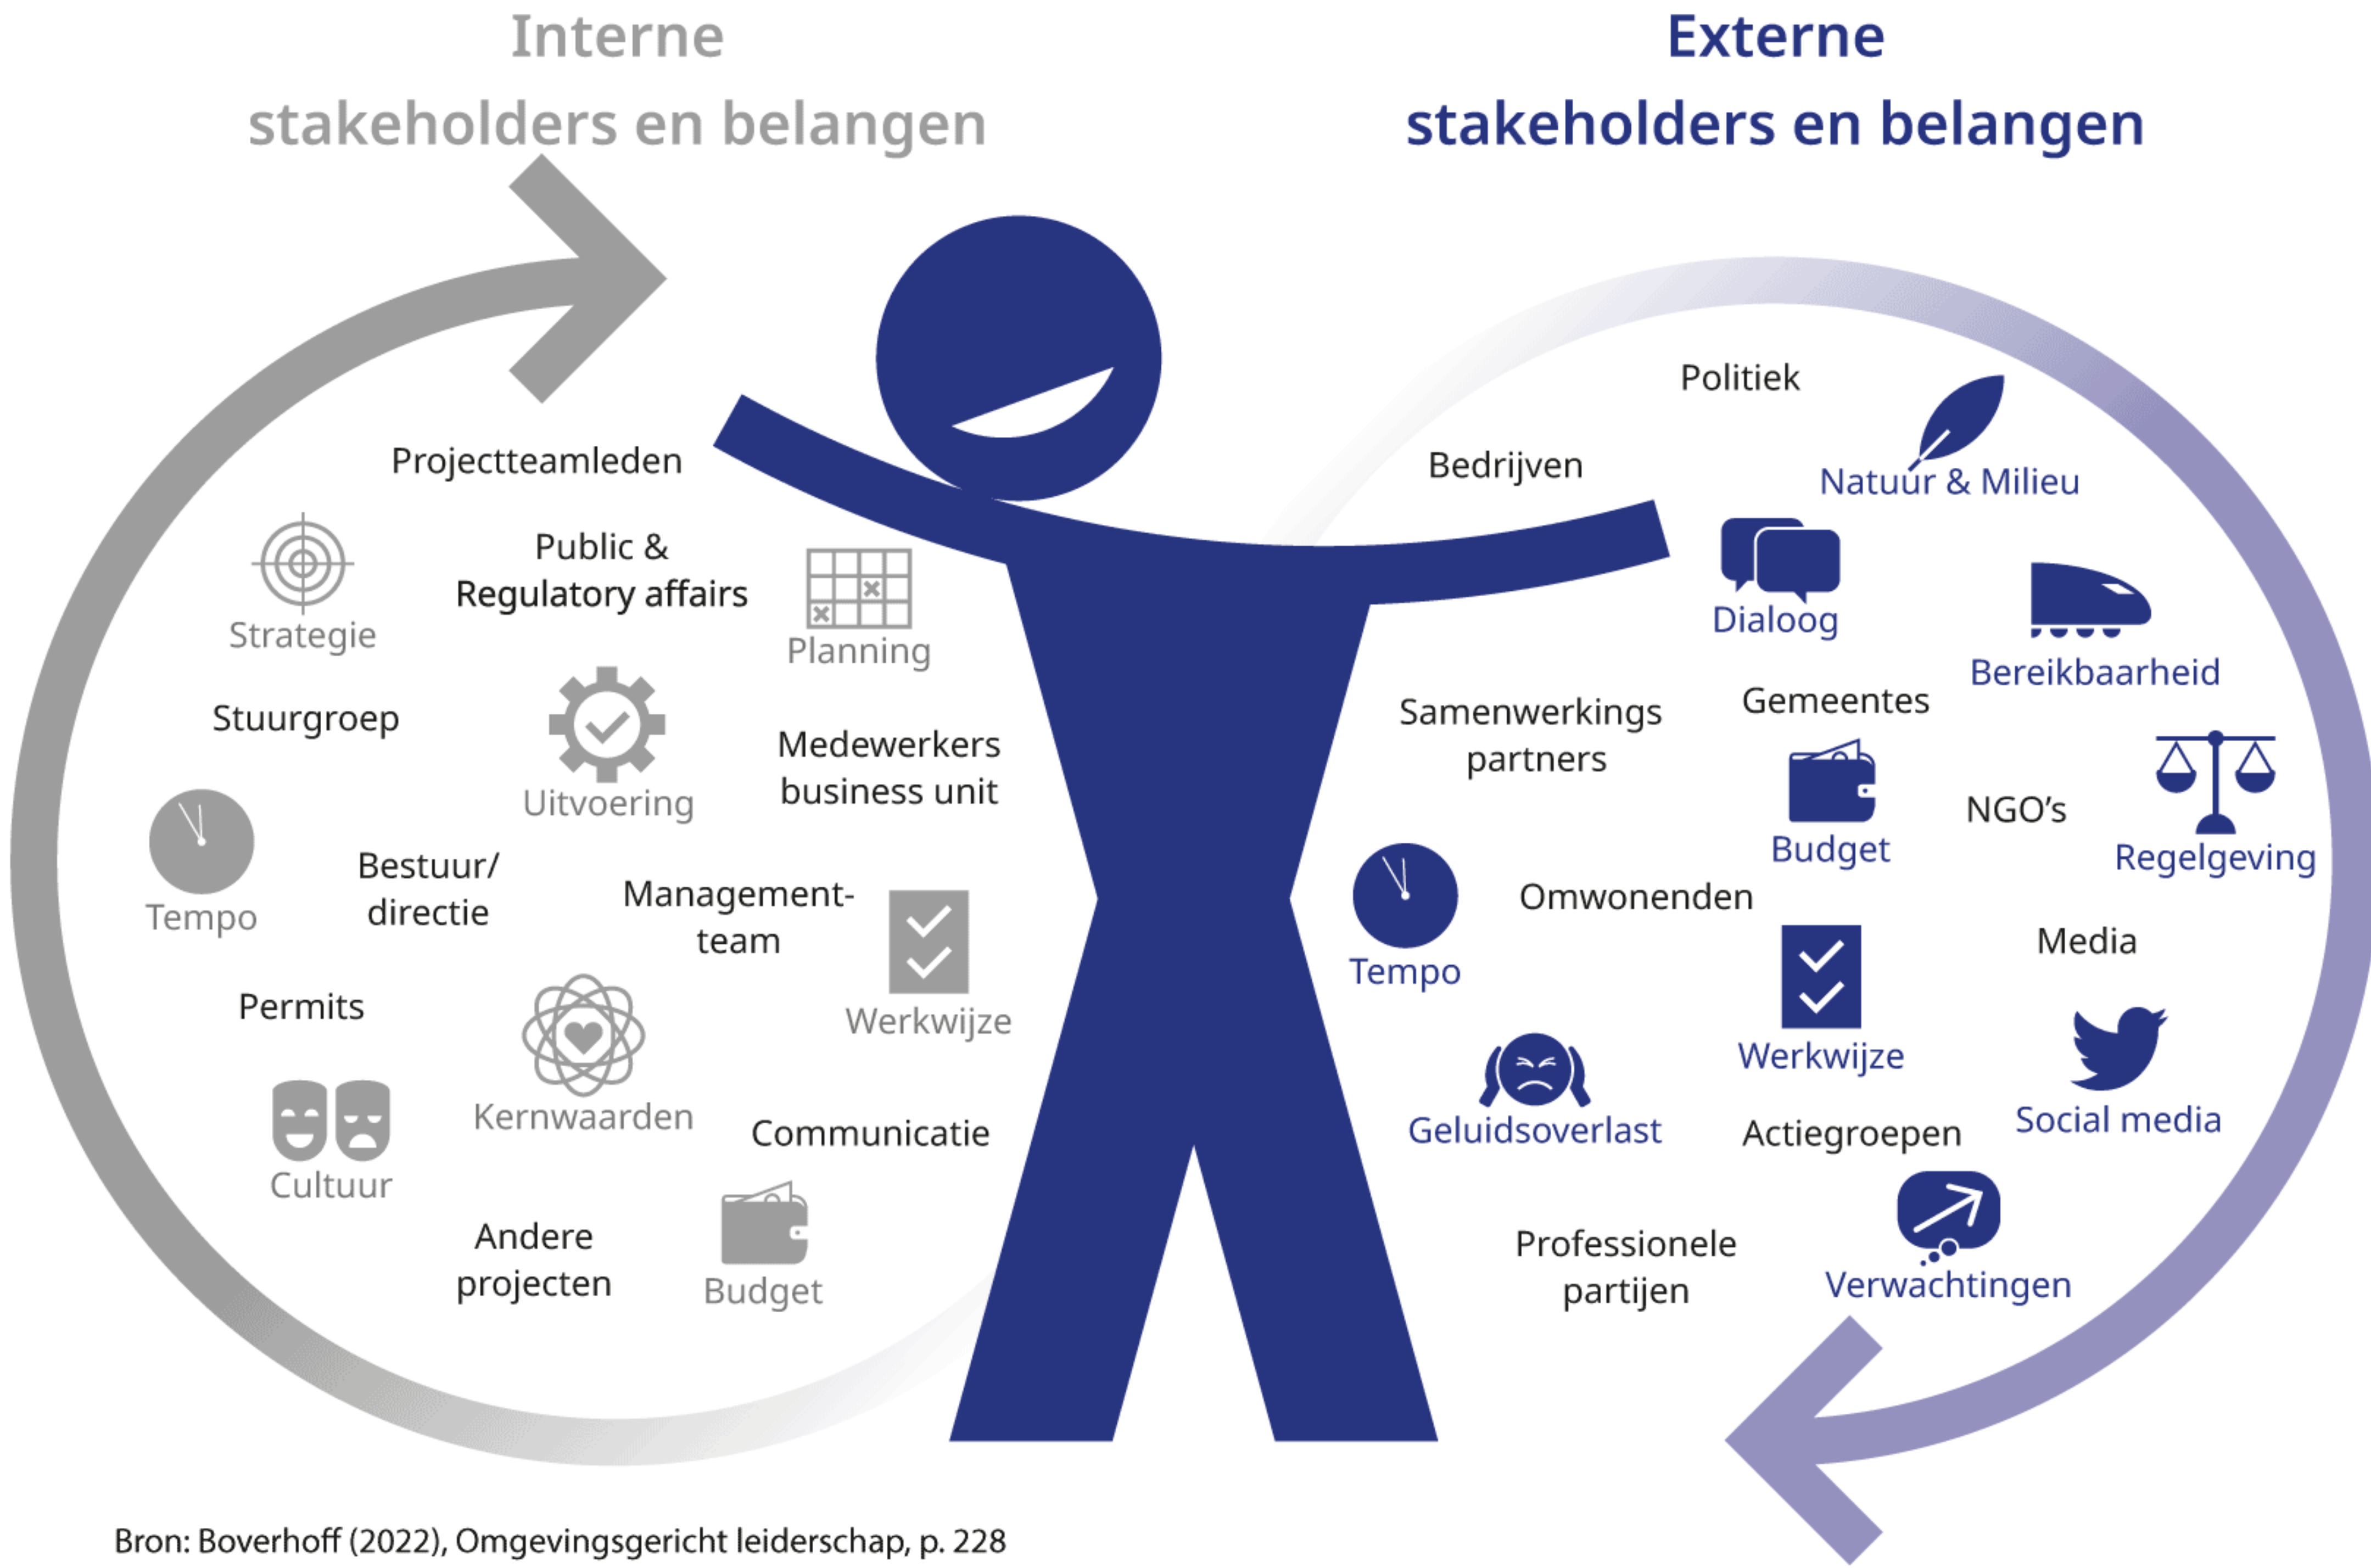 Interne
stakeholders en belangen
Externe
stakeholders en belangen
Projectteamleden
Public &
Regulatory affairs
Strategie
Planning
Stuurgroep
Uitvoering
Medewerkers
business unit
Tempo
Bestuur/
directie
Management-
team
Werkwijze
Permits
Kernwaarden
Cultuur
Communicatie
Andere
projecten
Budget
Politiek
Bedrijven
Natuur & Milieu
Dialoog
Bereikbaarheid
Samenwerkings
partners
Gemeentes
Budget
NGO’s
Regelgeving
Tempo
Omwonenden
Werkwijze
Media
Geluidsoverlast
Actiegroepen
Social media
Professionele
partijen
Verwachtingen
Bron: Boverhoff (2022), Omgevingsgericht leiderschap, p. 228